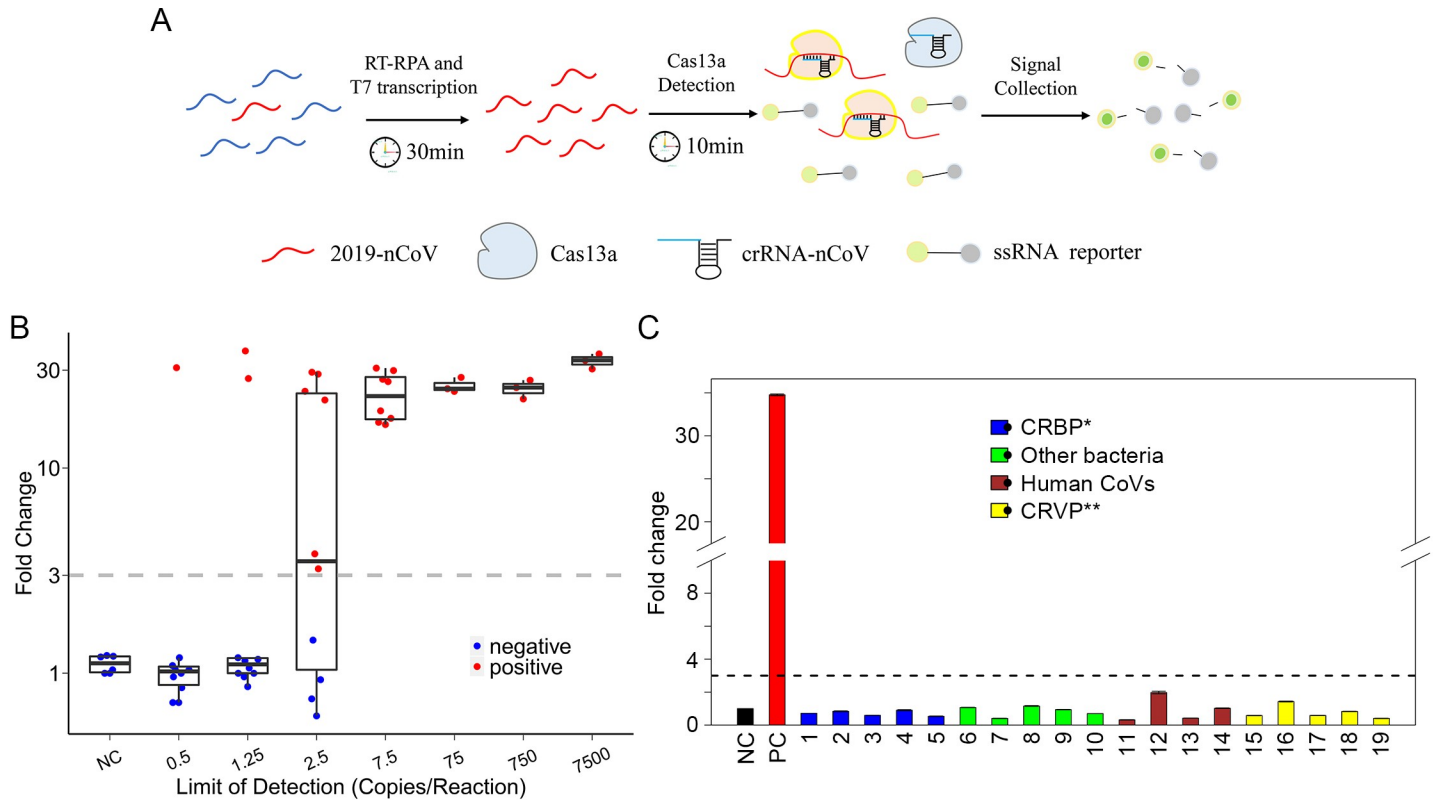 A
RT-RPA and
T7 transcription
30min
Cas13a
Detection
10min
Signal
Collection
2019-nCoV
Cas13a
crRNA-nCoV
ssRNA reporter
B
Fold Change
30
10
3
1
negative
positive
NC
0.5
1.25
2.5
7.5
75
750
7500
Limit of Detection (Copies/Reaction)
C
Fold change
30
20
8
4
0
CRBP*
Other bacteria
Human CoVs
CRVP**
NC
PC
1
2
3
4
5
6
7
8
9
10
11
12
13
14
15
16
17
18
19